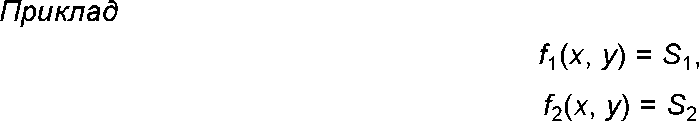 Приклад
f₁(x, y) = S₁,
f₂(x, y) = S₂